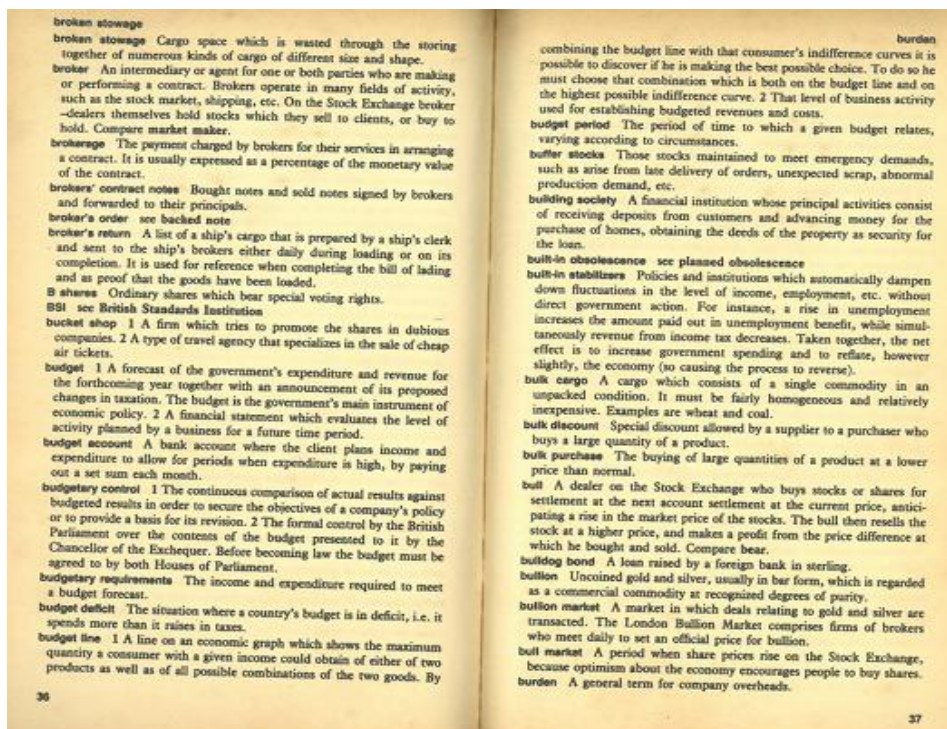 broken stowage
broken stowage Cargo space which is wasted through the storing
together of numerous kinds of cargo of different size and shape.
broker An intermediary or agent for one or both parties who are making
or performing a contract. Brokers operate in many fields of activity,
such as the stock market, shipping, etc. On the Stock Exchange broker
–dealers themselves hold stocks which they sell to clients, or buy to
hold. Compare market maker.
brokerage The payment charged by brokers for their services in arranging
a contract. It is usually expressed as a percentage of the monetary value
of the contract.
brokers' contract notes Bought notes and sold notes signed by brokers
and forwarded to their principals.
broker's order see backed note
broker's return A list of a ship's cargo that is prepared by a ship's clerk
and sent to the ship's brokers either daily during loading or on its
completion. It is used for reference when completing the bill of lading
and as proof that the goods have been loaded.
B shares Ordinary shares which bear special voting rights.
BSI see British Standards Institution
bucket shop 1 A firm which tries to promote the shares in dubious
companies. 2 A type of travel agency that specializes in the sale of cheap
air tickets.
budget 1 A forecast of the government's expenditure and revenue for
the forthcoming year together with an announcement of its proposed
changes in taxation. The budget is the government's main instrument of
economic policy. 2 A financial statement which evaluates the level of
activity planned by a business for a future time period.
budget account A bank account where the client plans income and
expenditure to allow for periods when expenditure is high, by paying
out a set sum each month.
budgetary control 1 The continuous comparison of actual results against
budgeted results in order to secure the objectives of a company's policy
or to provide a basis for its revision. 2 The formal control by the British
Parliament over the contents of the budget presented to it by the
Chancellor of the Exchequer. Before becoming law the budget must be
agreed to by both Houses of Parliament.
budgetary requirements The income and expenditure required to meet
a budget forecast.
budget deficit The situation where a country's budget is in deficit, i.e. it
spends more than it raises in taxes.
budget line 1 A line on an economic graph which shows the maximum
quantity a consumer with a given income could obtain of either of two
products as well as of all possible combinations of the two goods. By
36
burden
combining the budget line with that consumer's indifference curves it is
possible to discover if he is making the best possible choice. To do so he
must choose that combination which is both on the budget line and on
the highest possible indifference curve. 2 That level of business activity
used for establishing budgeted revenues and costs.
budget period The period of time to which a given budget relates,
varying according to circumstances.
buffer stocks Those stocks maintained to meet emergency demands,
such as arise from late delivery of orders, unexpected scrap, abnormal
production demand, etc.
building society A financial institution whose principal activities consist
of receiving deposits from customers and advancing money for the
purchase of homes, obtaining the deeds of the property as security for
the loan.
built-in obsolescence see planned obsolescence
built-in stabilizers Policies and institutions which automatically dampen
down fluctuations in the level of income, employment, etc. without
direct government action. For instance, a rise in unemployment
increases the amount paid out in unemployment benefit, while simul-
taneously revenue from income tax decreases. Taken together, the net
effect is to increase government spending and to reflate, however
slightly, the economy (so causing the process to reverse).
bulk cargo A cargo which consists of a single commodity in an
unpacked condition. It must be fairly homogeneous and relatively
inexpensive. Examples are wheat and coal.
bulk discount Special discount allowed by a supplier to a purchaser who
buys a large quantity of a product.
bulk purchase The buying of large quantities of a product at a lower
price than normal.
bull A dealer on the Stock Exchange who buys stocks or shares for
settlement at the next account settlement at the current price, antici-
pating a rise in the market price of the stocks. The bull then resells the
stock at a higher price, and makes a profit from the price difference at
which he bought and sold. Compare bear.
bulldog bond A loan raised by a foreign bank in sterling.
bullion Uncoined gold and silver, usually in bar form, which is regarded
as a commercial commodity at recognized degrees of purity.
bullion market A market in which deals relating to gold and silver are
transacted. The London Bullion Market comprises firms of brokers
who meet daily to set an official price for bullion.
bull market A period when share prices rise on the Stock Exchange,
because optimism about the economy encourages people to buy shares.
burden A general term for company overheads.
37